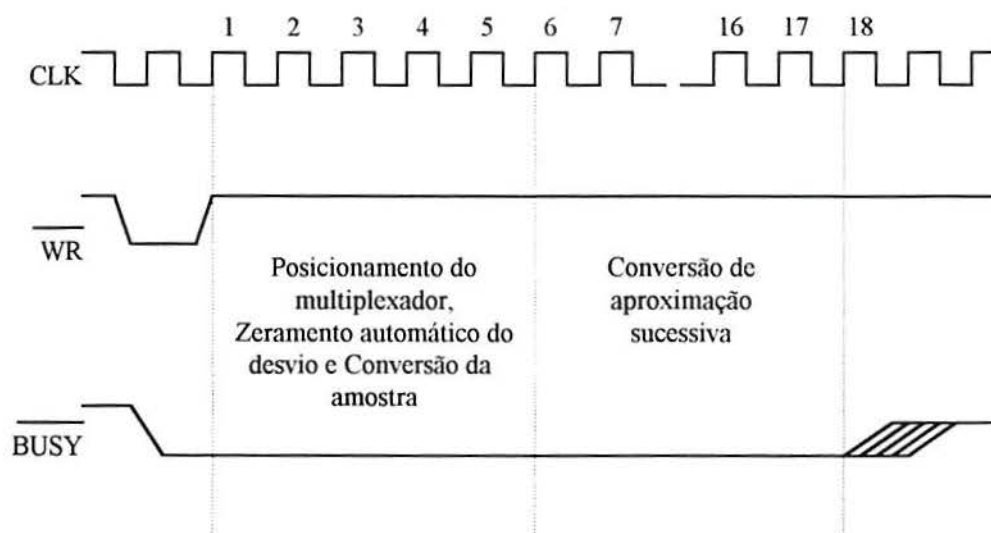 1 2 3 4 5 6 7 16 17 18
CLK
WR
Posicionamento do
multiplexador,
Zeramento automático do
desvio e Conversão da
amostra
Conversão de
aproximação
sucessiva
BUSY